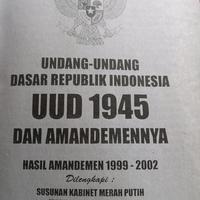 UNDANG-UNDANG
DASAR REPUBLIK INDONESIA
UUD 1945
DAN AMANDEMENNYA
HASIL AMANDEMEN 1999 - 2002
Dilengkapi :
SUSUNAN KABINET MERAH PUTIH